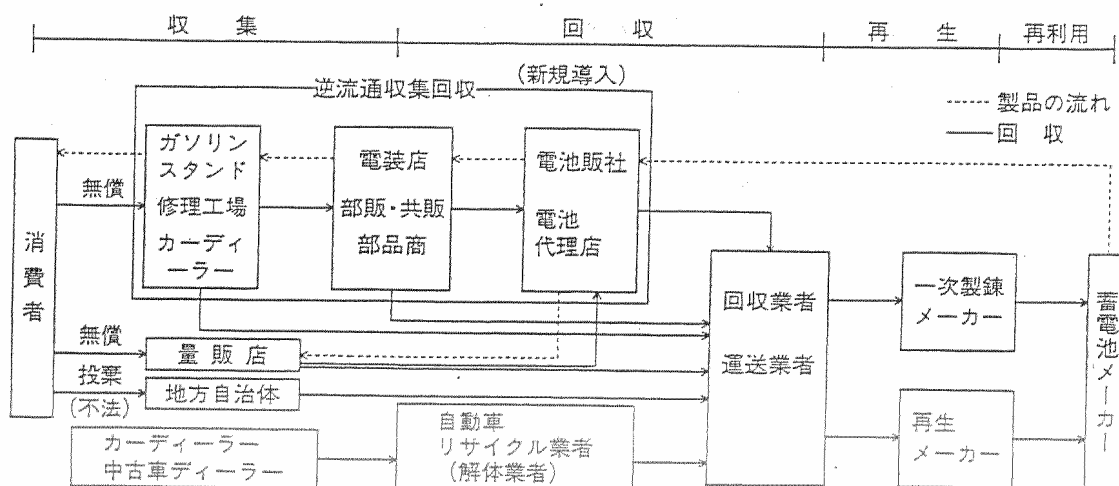 収 集
回 収
再 生
再利用
逆流通収集回収
(新規導入)
製品の流れ
回 収
消費者
無償
ガソリン
スタンド
修理工場
カーディ
ーラー
電装店
部販・共販
部品商
電池販社
電池
代理店
無償
量販店
投棄
(不法)
地方自治体
カーディーラー
中古車ディーラー
自動車
リサイクル業者
(解体業者)
回収業者
運送業者
一次製錬
メーカー
再生
メーカー
蓄電池メーカー